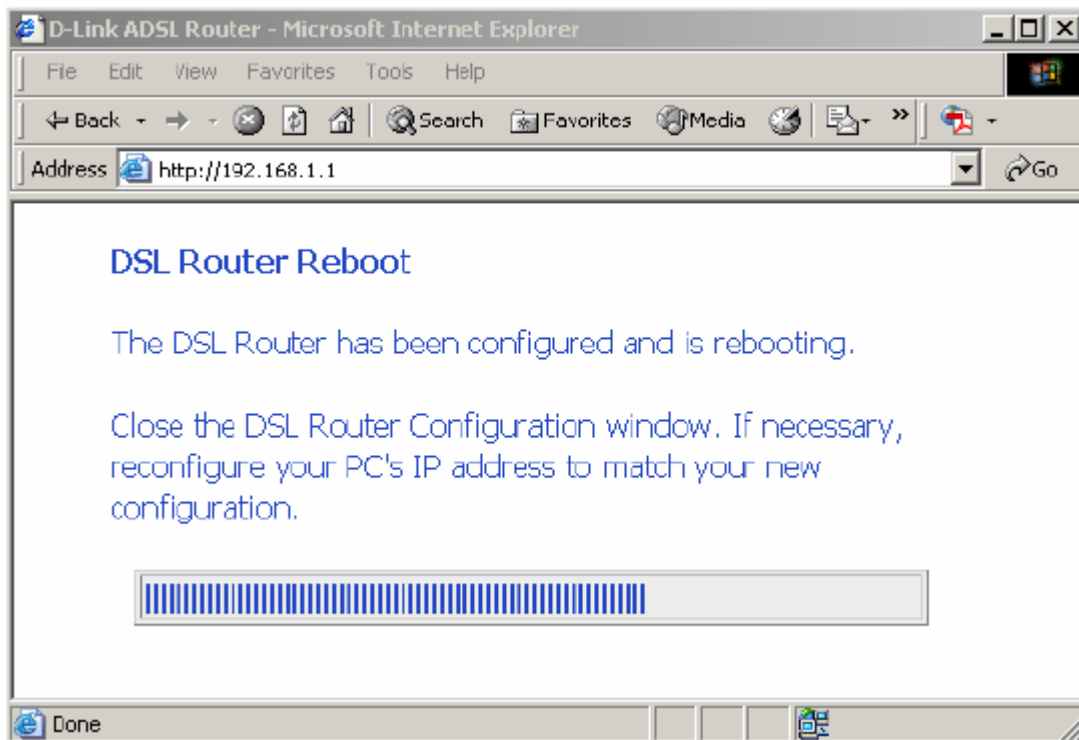 D-Link ADSL Router - Microsoft Internet Explorer
File Edit View Favorites Tools Help
Back Search Favorites Media »
Address http://192.168.1.1 Go
DSL Router Reboot
The DSL Router has been configured and is rebooting.
Close the DSL Router Configuration window. If necessary,
reconfigure your PC's IP address to match your new
configuration.
Done